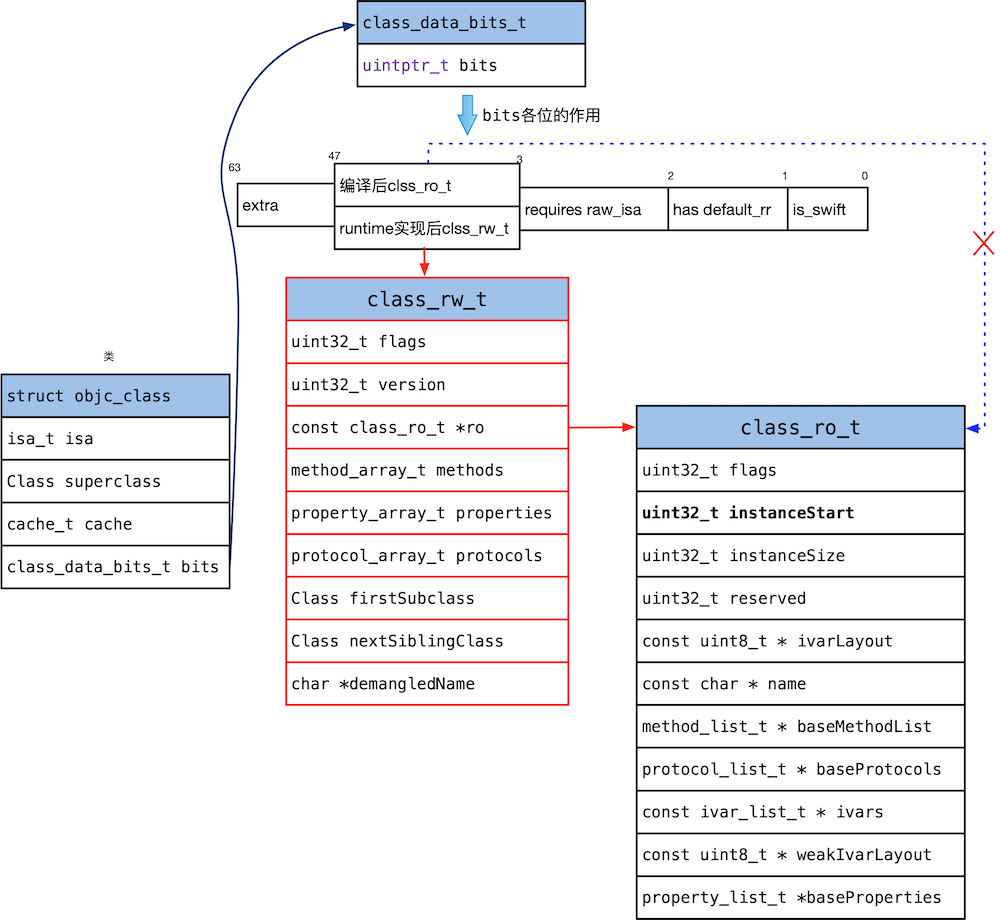 class_data_bits_t
uintptr_t bits
bits各位的作用
63
47
3
2
1
0
extra
编译后clss_ro_t
runtime实现后clss_rw_t
requires raw_isa
has default_rr
is_swift
class_rw_t
uint32_t flags
uint32_t version
const class_ro_t *ro
method_array_t methods
property_array_t properties
protocol_array_t protocols
Class firstSubclass
Class nextSiblingClass
char *demangledName
类
struct objc_class
isa_t isa
Class superclass
cache_t cache
class_data_bits_t bits
class_ro_t
uint32_t flags
uint32_t instanceStart
uint32_t instanceSize
uint32_t reserved
const uint8_t * ivarLayout
const char * name
method_list_t * baseMethodList
protocol_list_t * baseProtocols
const ivar_list_t * ivars
const uint8_t * weakIvarLayout
property_list_t *baseProperties